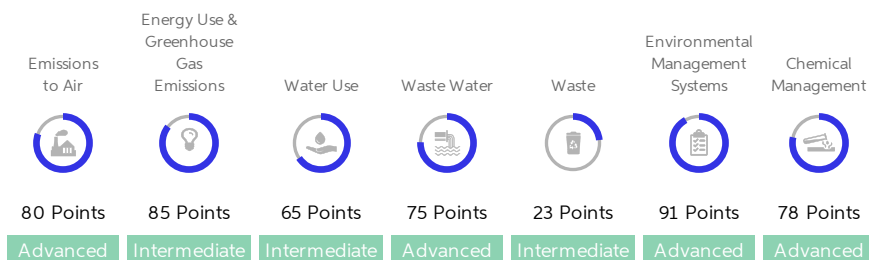 Emissions
to Air
Energy Use &
Greenhouse
Gas
Emissions
Water Use
Waste Water
Waste
Environmental
Management
Systems
Chemical
Management
80 Points
85 Points
65 Points
75 Points
23 Points
91 Points
78 Points
Advanced
Intermediate
Intermediate
Advanced
Intermediate
Advanced
Advanced